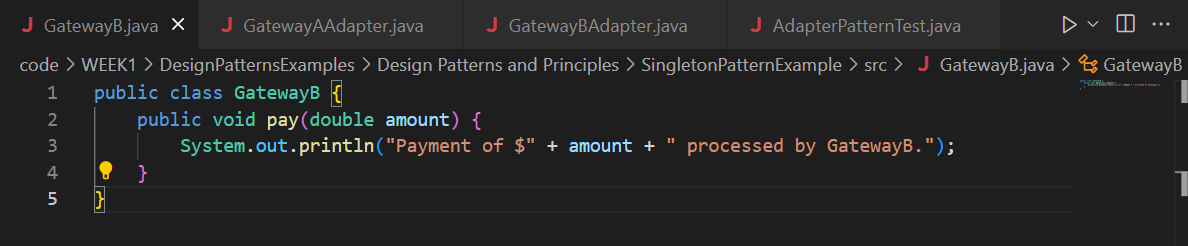 J GatewayB.java × J GatewayAAdapter.java J GatewayBAdapter.java J AdapterPatternTest.java
code > WEEK1 > DesignPatternsExamples > Design Patterns and Principles > SingletonPatternExample > src > J GatewayB.java > GatewayB
1 public class GatewayB {
2     public void pay(double amount) {
3         System.out.println("Payment of $" + amount + " processed by GatewayB.");
4     }
5 }